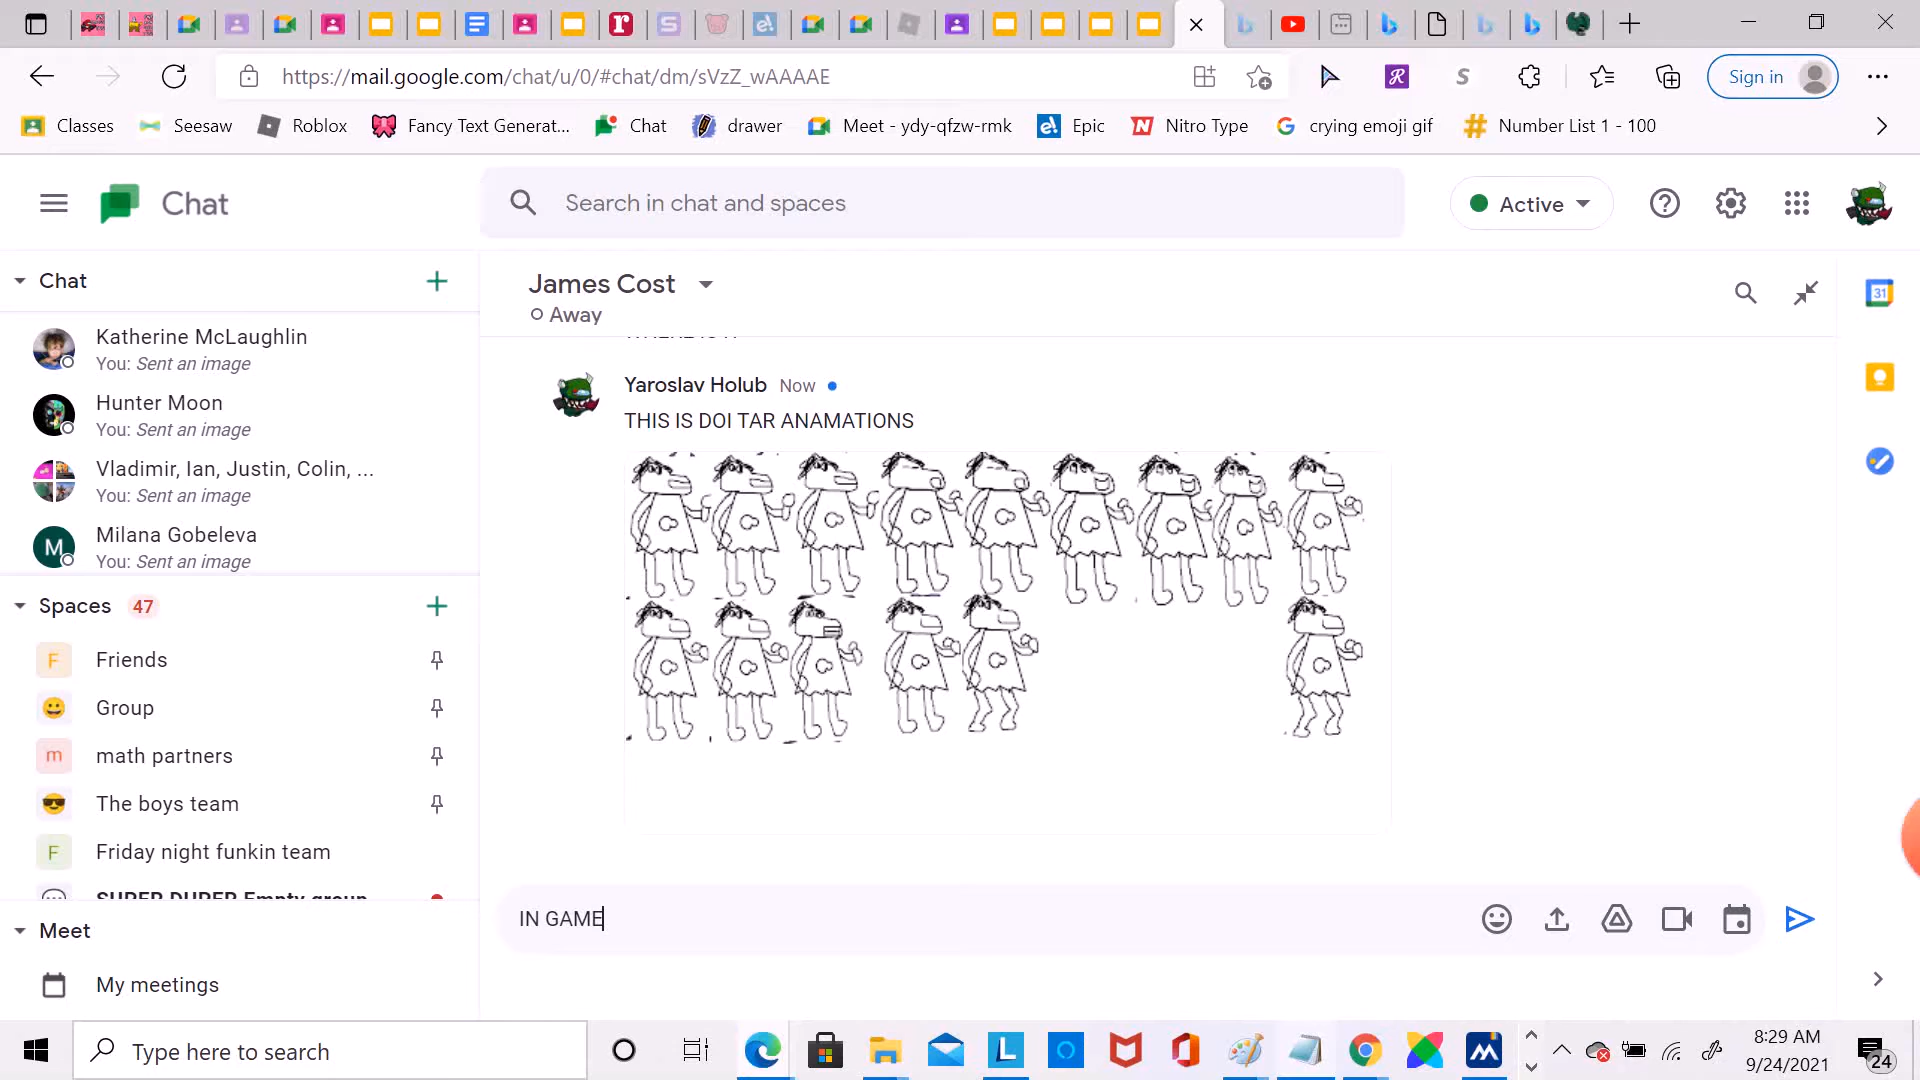 https://mail.google.com/chat/u/0/#chat/dm/sVzZ_wAAAAE
Sign in
Classes
Seesaw
Roblox
Fancy Text Generat...
Chat
drawer
Meet - ydy-qfzw-rmk
Epic
Nitro Type
crying emoji gif
Number List 1 - 100
Chat
Search in chat and spaces
Active
Chat
Katherine McLaughlin
You: Sent an image
Hunter Moon
You: Sent an image
Vladimir, Ian, Justin, Colin, ...
You: Sent an image
M
Milana Gobeleva
You: Sent an image
Spaces 47
F Friends
Group
m math partners
The boys team
F Friday night funkin team
SUPER DUPER Empty group
Meet
My meetings
James Cost
Away
Yaroslav Holub Now
THIS IS DOI TAR ANAMATIONS
IN GAME
31
Type here to search
8:29 AM
9/24/2021
24